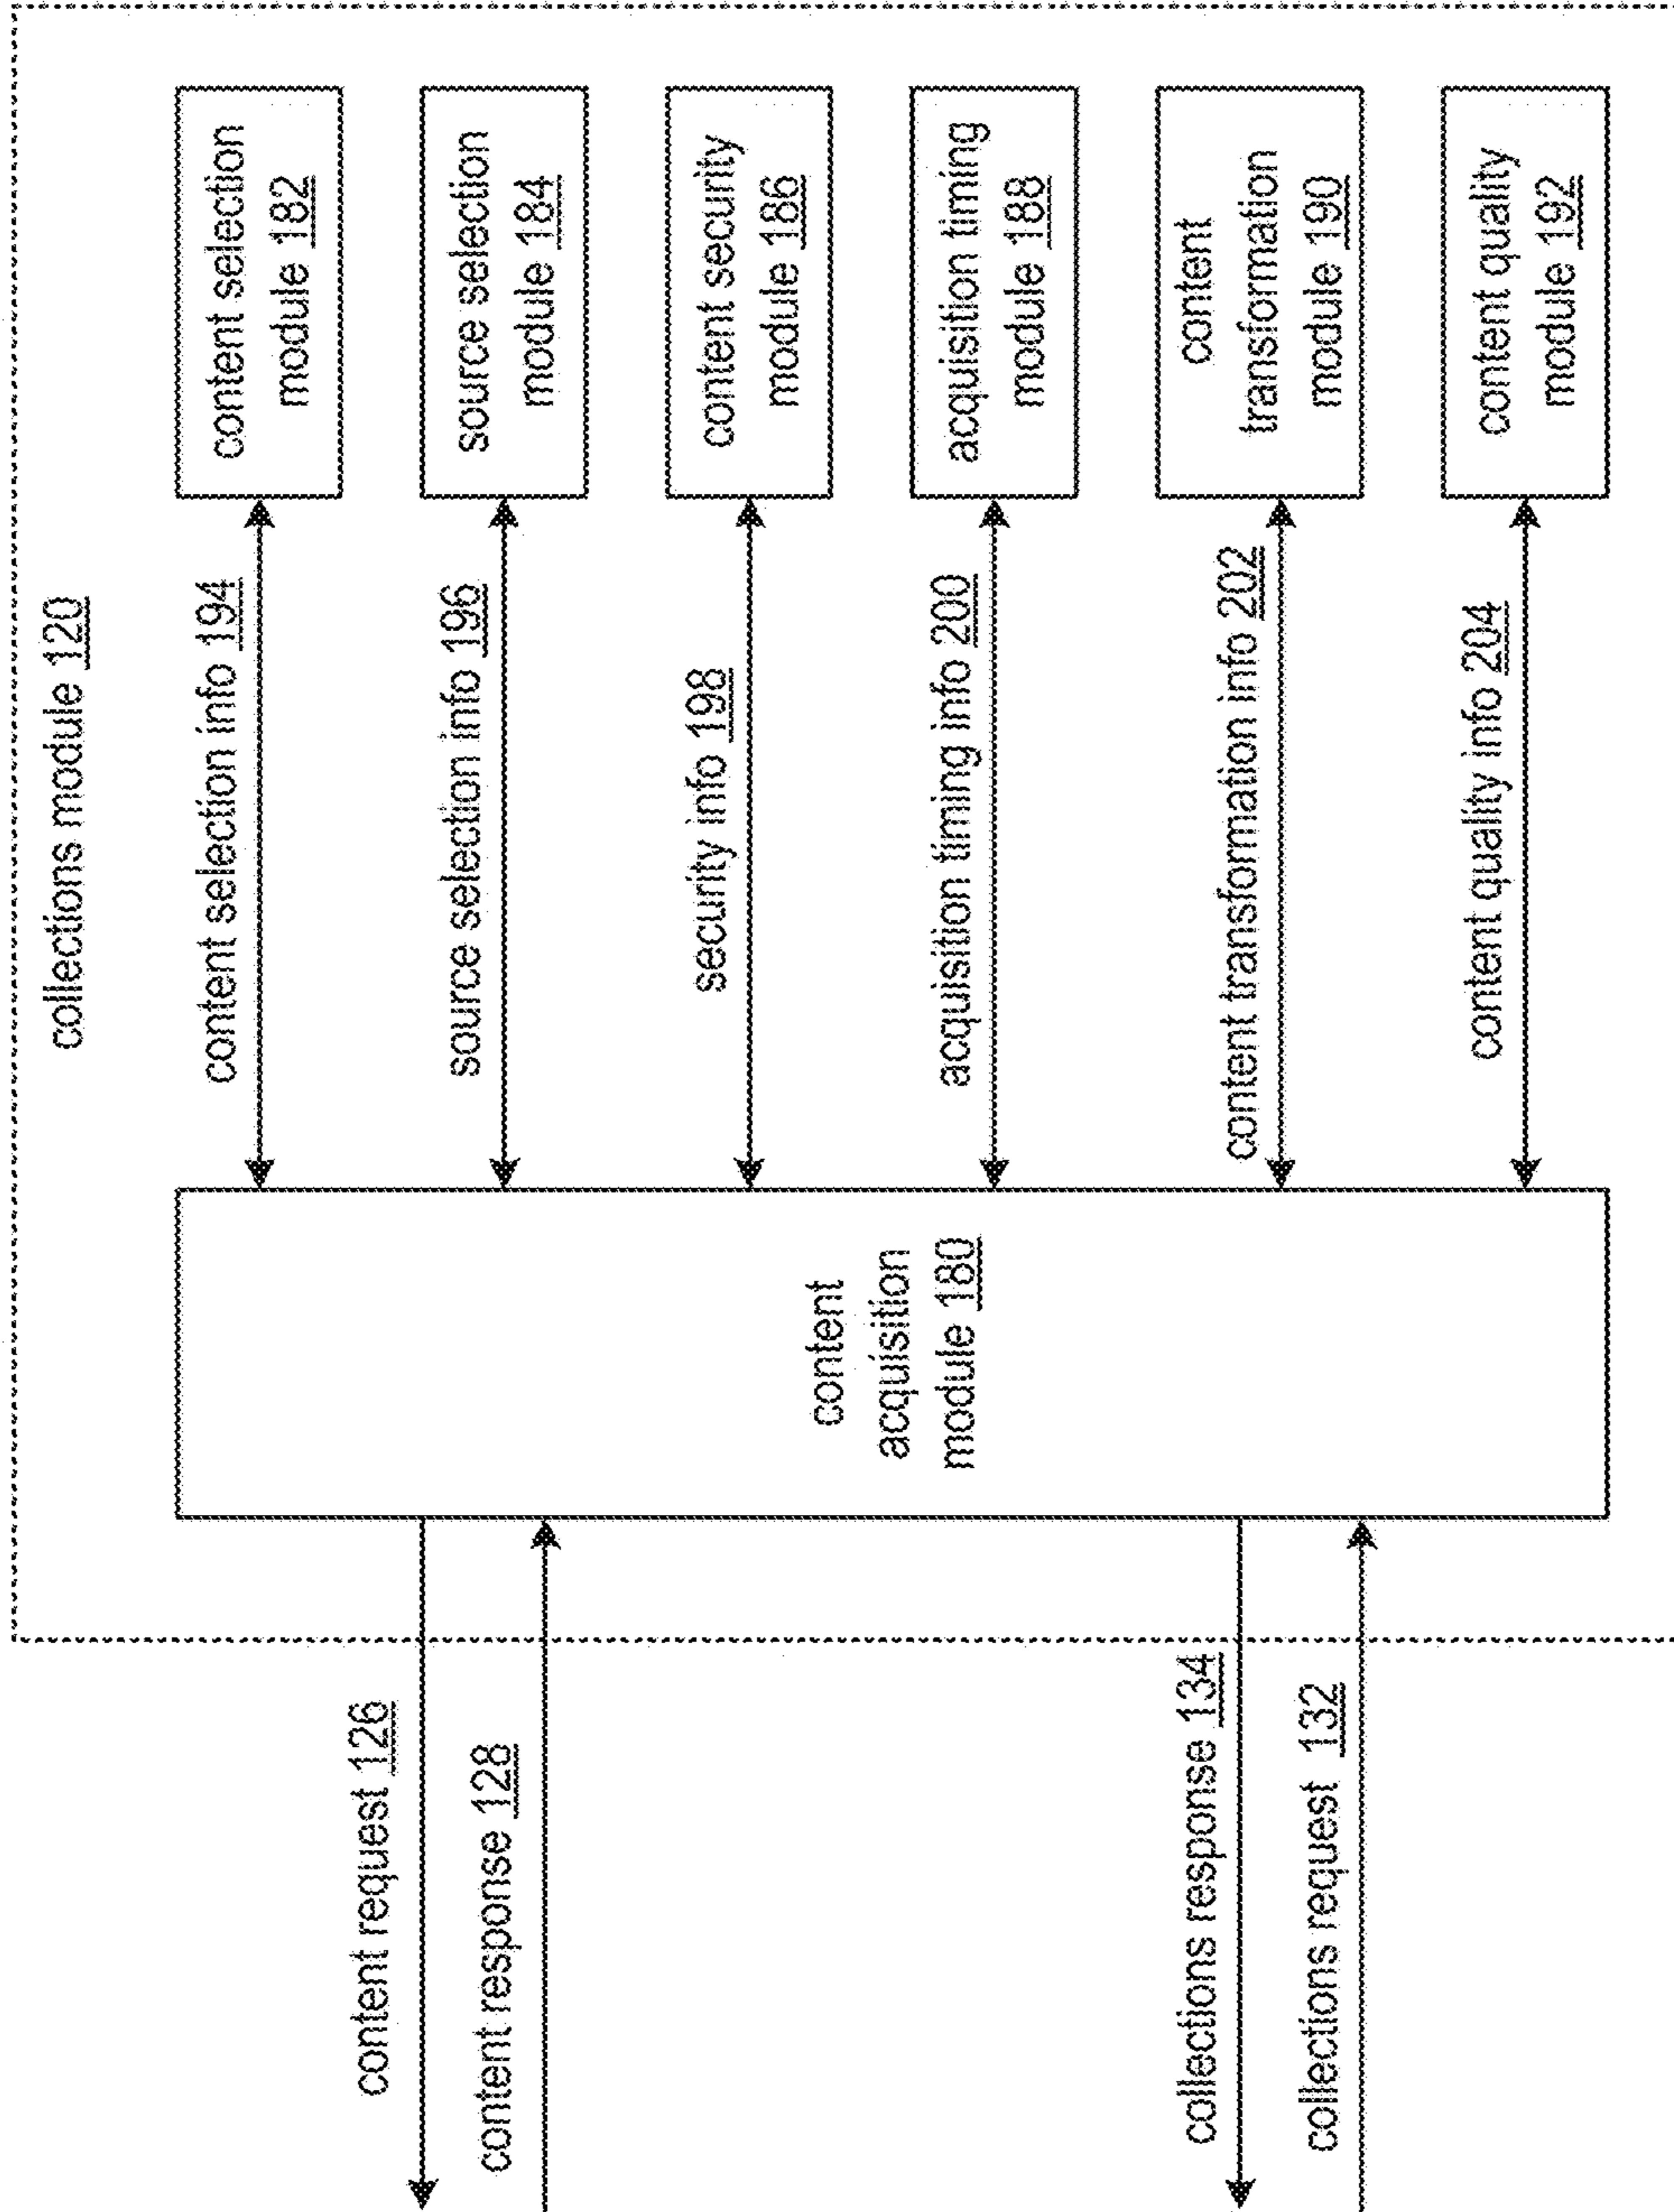 collections module 120
content request 126
content response 128
collections response 134
collections request 132
content
acquisition
module 180
content selection info 194
source selection info 196
security info 198
acquisition timing info 200
content transformation info 202
content quality info 204
content selection
module 182
source selection
module 184
content security
module 186
acquisition timing
module 188
content
transformation
module 190
content quality
module 192